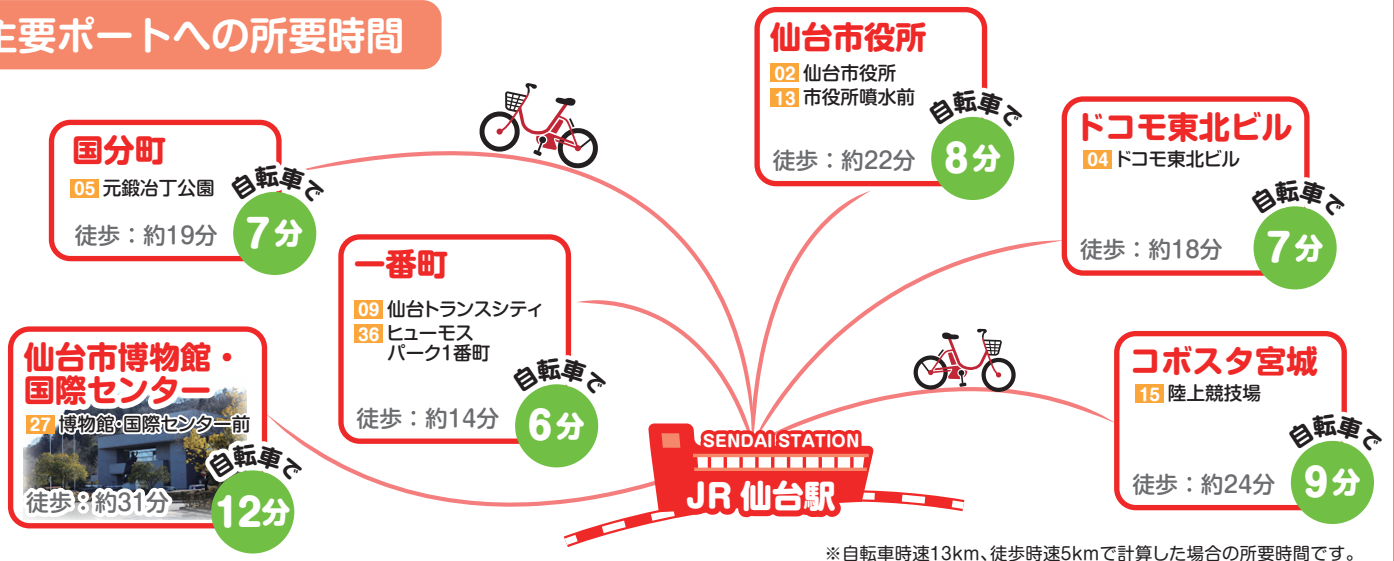 主要ポートへの所要時間
仙台市役所
02 仙台市役所
13 市役所噴水前
徒歩：約22分
自転車で
8分
ドコモ東北ビル
04 ドコモ東北ビル
徒歩：約18分
自転車で
7分
国分町
05 元鍛冶丁公園
徒歩：約19分
自転車で
7分
一番町
09 仙台トランスシティ
36 ヒューモス
パーク1番町
徒歩：約14分
自転車で
6分
仙台市博物館・
国際センター
27 博物館・国際センター前
徒歩：約31分
自転車で
12分
コボスタ宮城
15 陸上競技場
徒歩：約24分
自転車で
9分
SENDAI STATION
JR 仙台駅
※自転車時速13km、徒歩時速5kmで計算した場合の所要時間です。